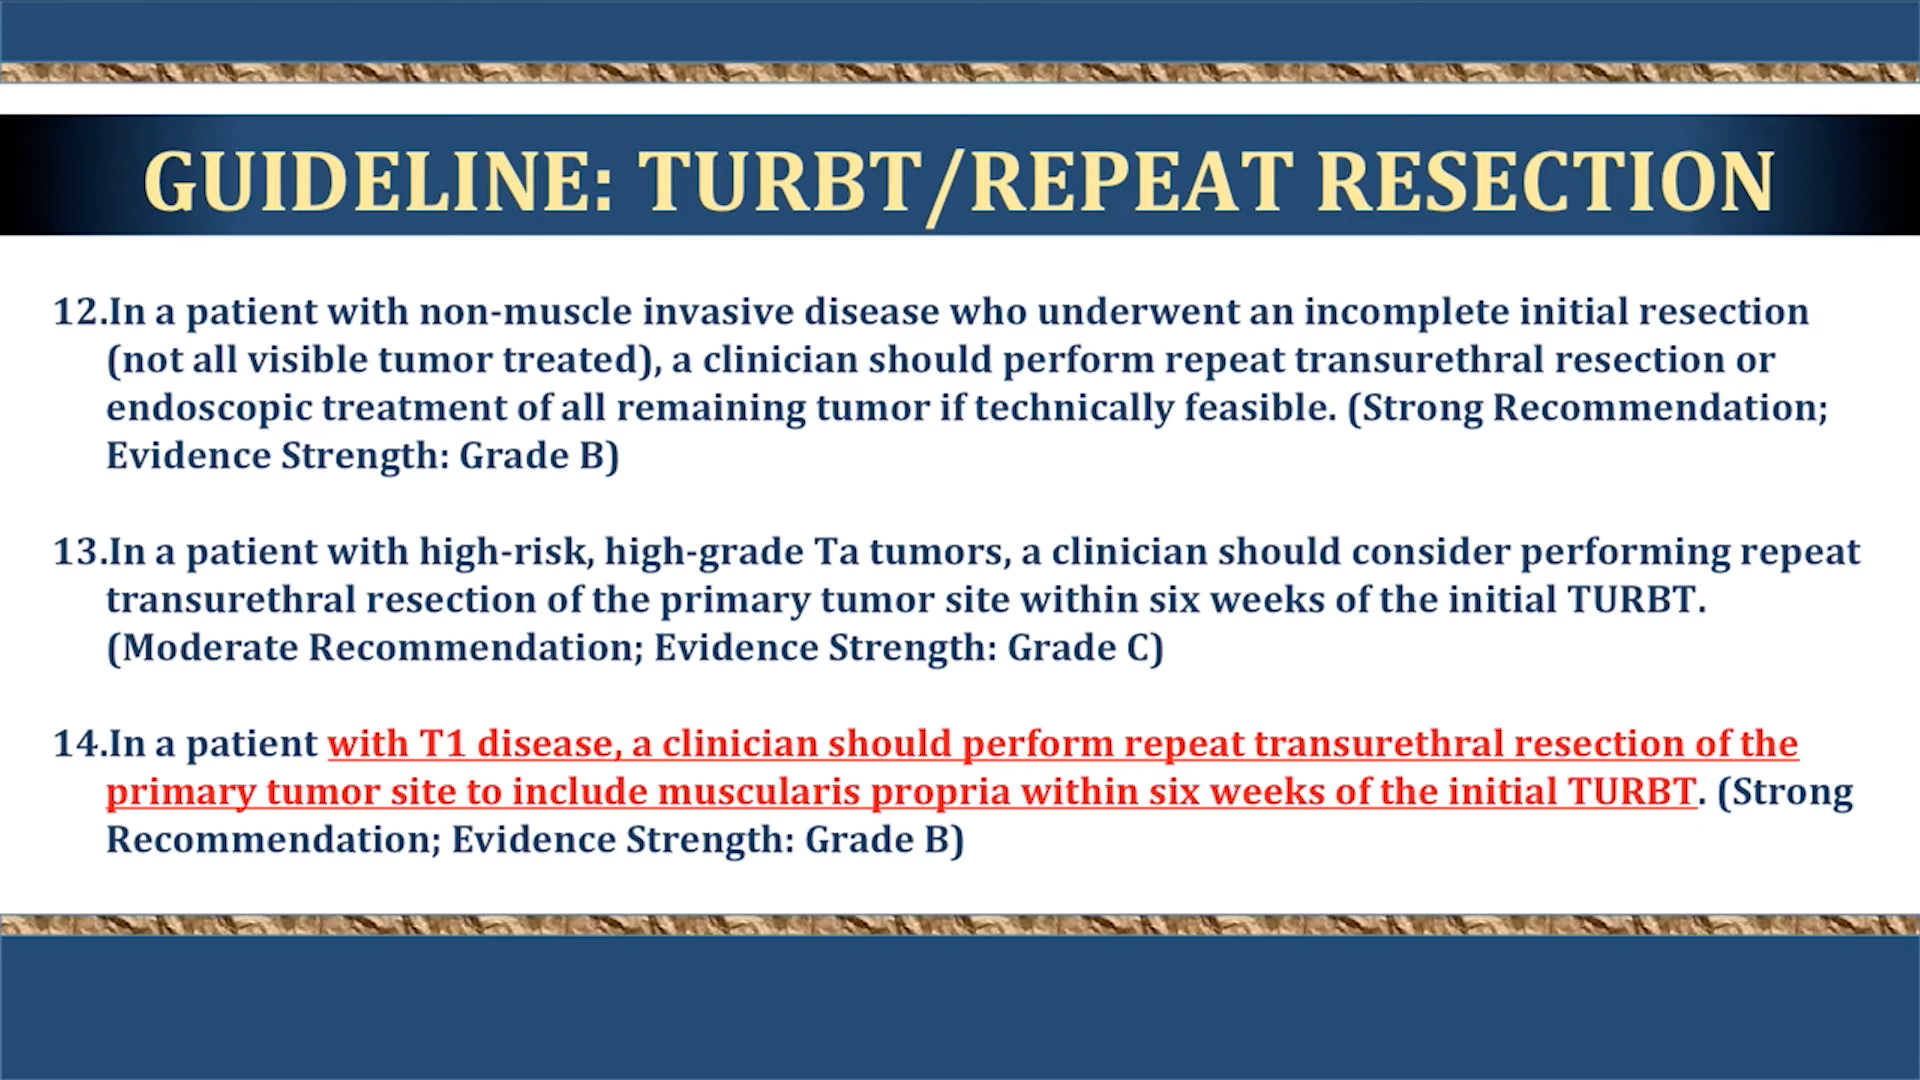 GUIDELINE: TURBT/REPEAT RESECTION
12.In a patient with non-muscle invasive disease who underwent an incomplete initial resection
(not all visible tumor treated), a clinician should perform repeat transurethral resection or
endoscopic treatment of all remaining tumor if technically feasible. (Strong Recommendation;
Evidence Strength: Grade B)
13.In a patient with high-risk, high-grade Ta tumors, a clinician should consider performing repeat
transurethral resection of the primary tumor site within six weeks of the initial TURBT.
(Moderate Recommendation; Evidence Strength: Grade C)
14.In a patient with T1 disease, a clinician should perform repeat transurethral resection of the
primary tumor site to include muscularis propria within six weeks of the initial TURBT. (Strong
Recommendation; Evidence Strength: Grade B)